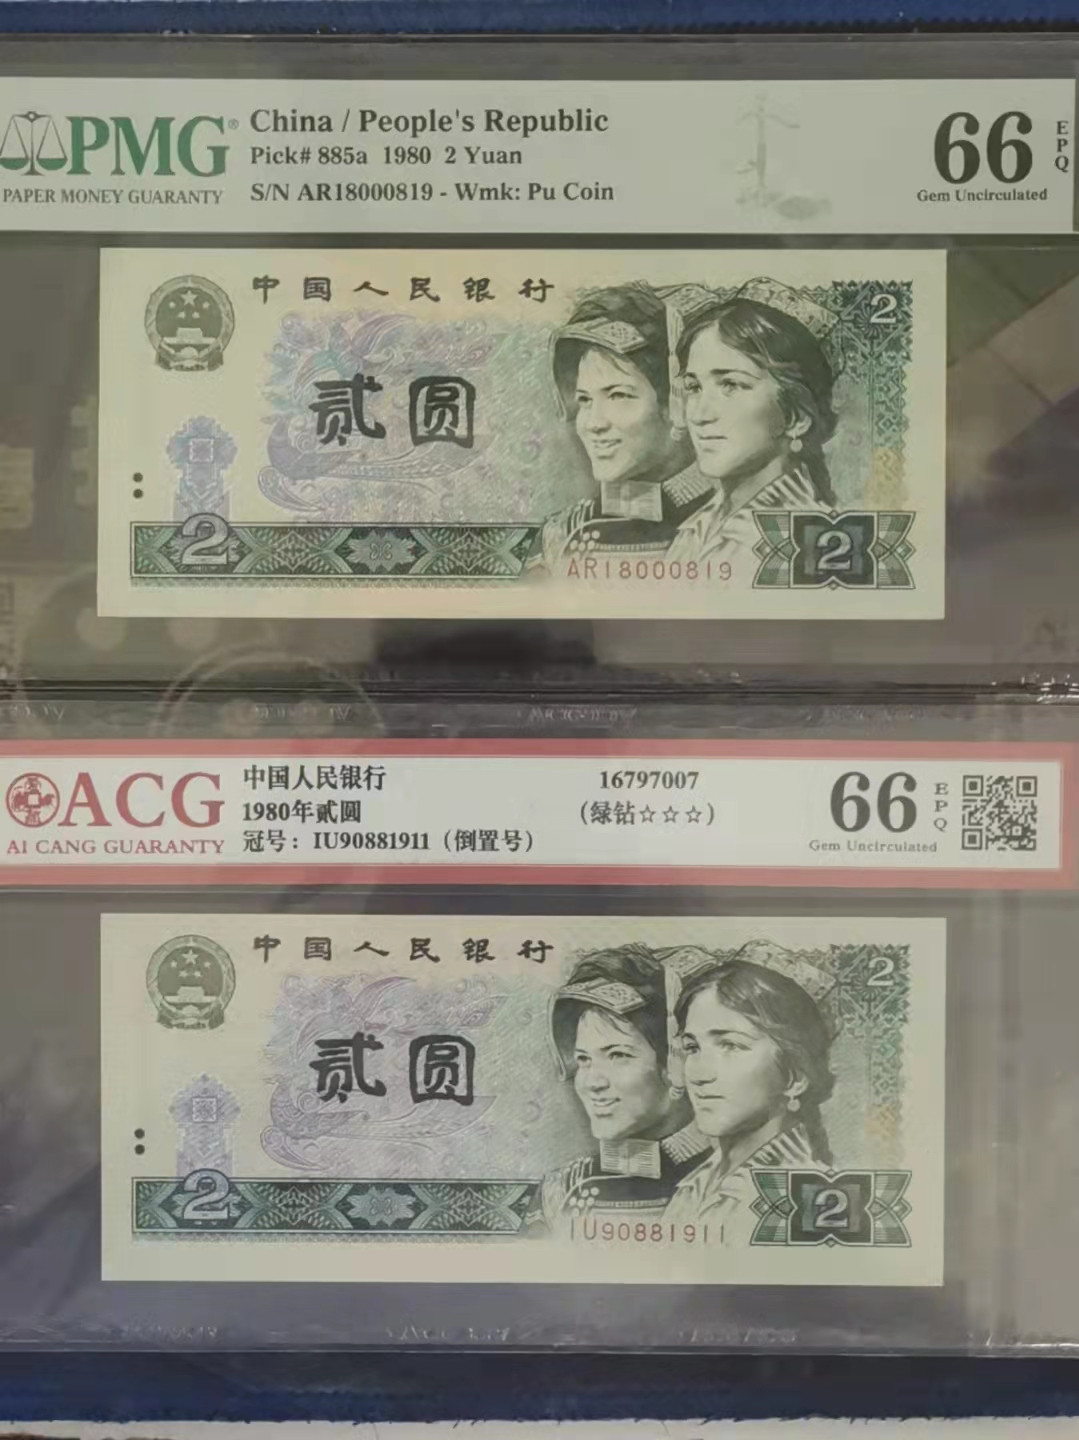 PMG®
PAPER MONEY GUARANTY
China / People's Republic
Pick# 885a 1980 2 Yuan
S/N AR18000819 - Wmk: Pu Coin
66
EPQ
Gem Uncirculated
中国人民银行
2
贰圆
2
AR18000819
2
ACG
AI CANG GUARANTY
中国人民银行
1980年贰圆
冠号：IU90881911（倒置号）
16797007
（绿钻☆☆☆）
66
EPQ
Gem Uncirculated
中国人民银行
2
贰圆
2
IU90881911
2